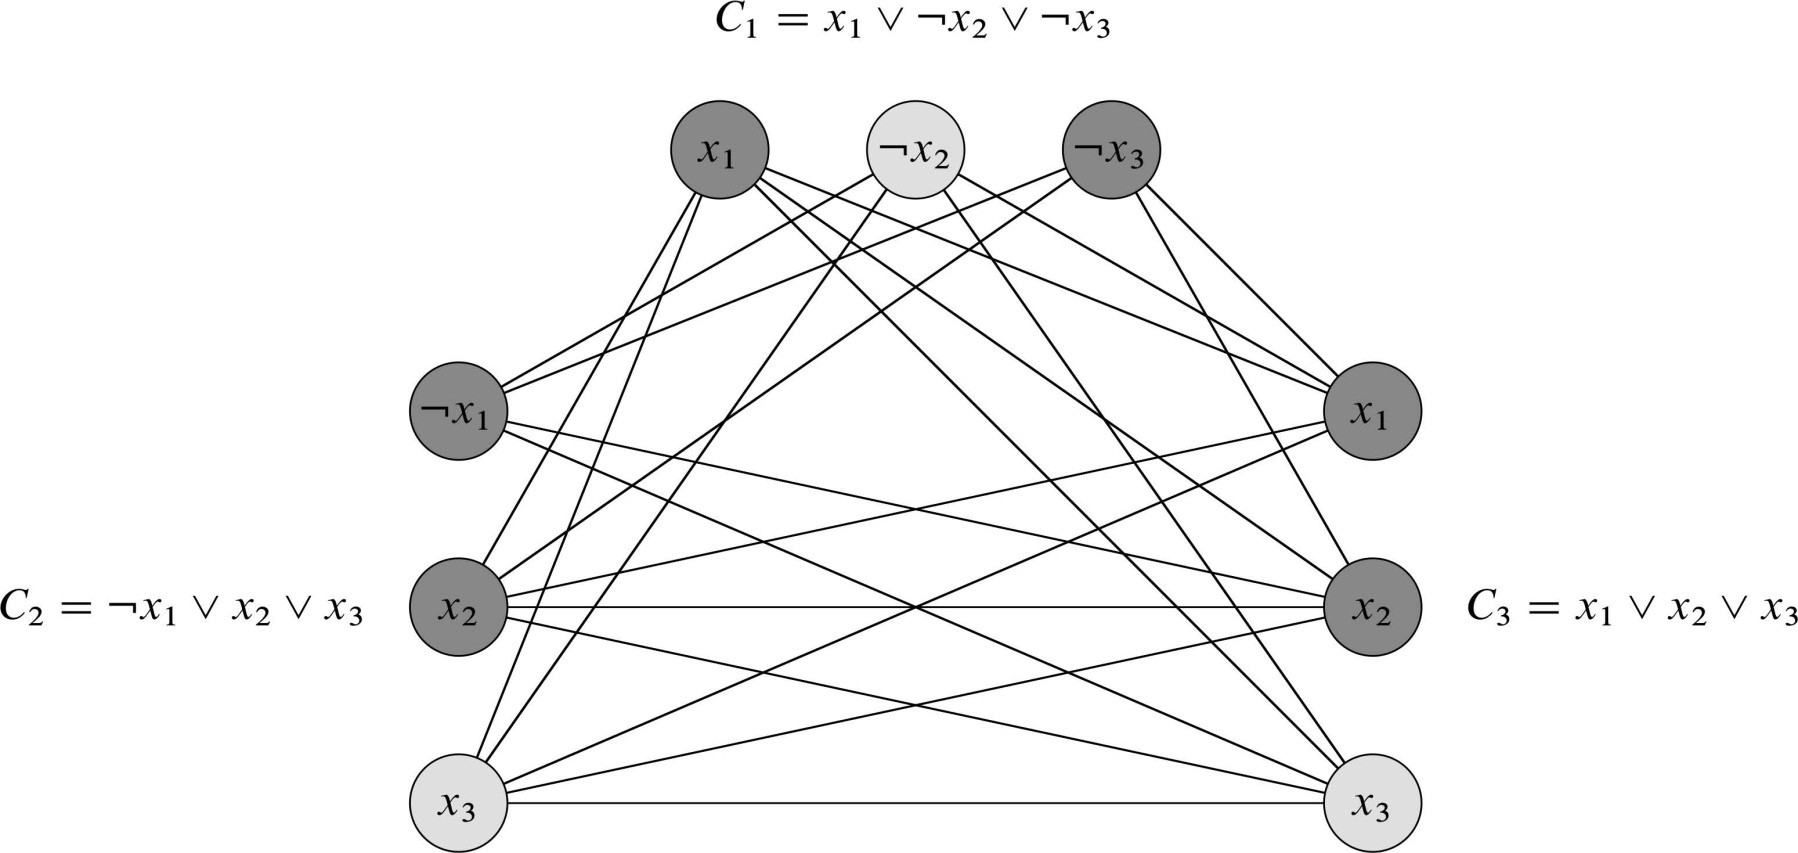 C₁ = x₁ ∨ ¬x₂ ∨ ¬x₃
x₁ ¬x₂ ¬x₃
¬x₁ x₁
C₂ = ¬x₁ ∨ x₂ ∨ x₃ x₂ x₂ C₃ = x₁ ∨ x₂ ∨ x₃
x₃ x₃